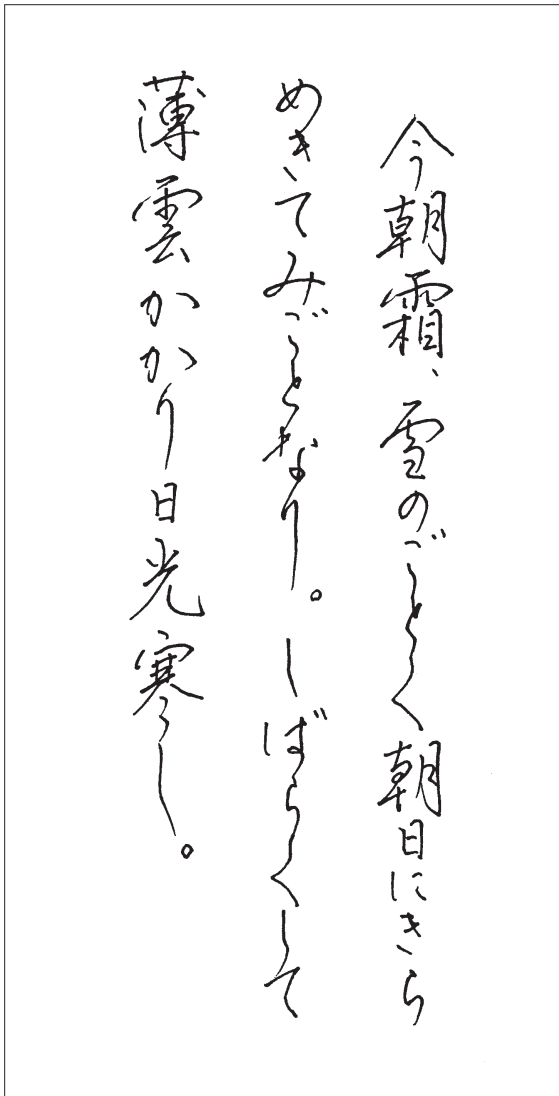 今朝霜、雪のごとく朝日にきら
めきてみごとなり。しばらくして
薄雲かかり日光寒し。